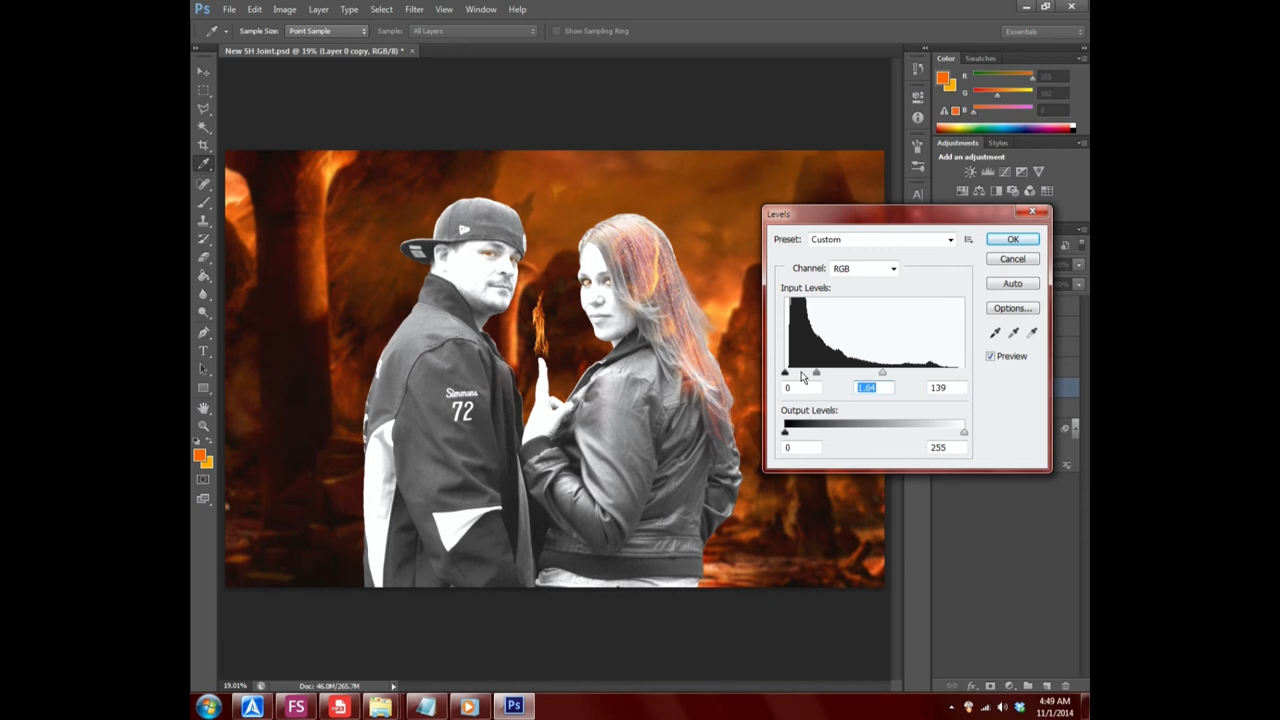 Ps File Edit Image Layer Type Select Filter View Window Help
Sample Size: Point Sample Sample: All Layers Show Sampling Ring Essentials
New SH Joint.psd @ 19% (Layer 0 copy, RGB/8) * ×
Color Swatches
R 255
G 102
B 0
Adjustments Styles
Add an adjustment
Levels
Preset: Custom OK
Channel: RGB Cancel
Input Levels: Auto
Options...
Preview
0 1.64 139
Output Levels:
0 255
Simmons
72
19.01% Doc: 46.0M/265.7M
FS Ps 4:49 AM
11/1/2014